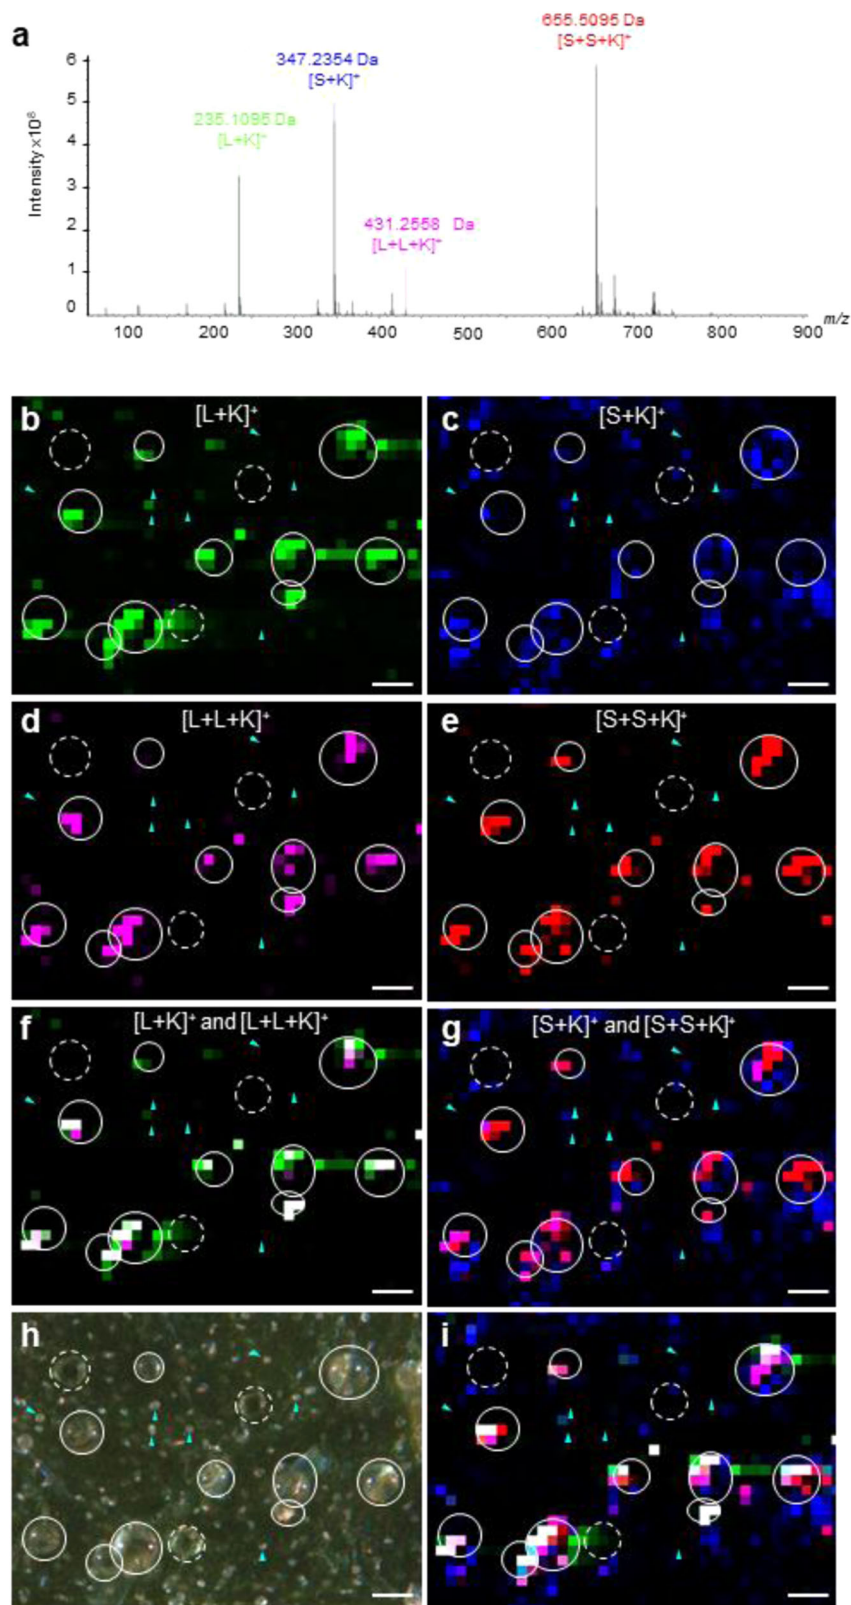 a
655.5095 Da
[S+S+K]⁺
347.2354 Da
[S+K]⁺
235.1095 Da
[L+K]⁺
431.2558 Da
[L+L+K]⁺
Intensity x10⁸
6
5
4
3
2
1
0
100 200 300 400 500 600 700 800 900 m/z
b [L+K]⁺
c [S+K]⁺
d [L+L+K]⁺
e [S+S+K]⁺
f [L+K]⁺ and [L+L+K]⁺
g [S+K]⁺ and [S+S+K]⁺
h
i